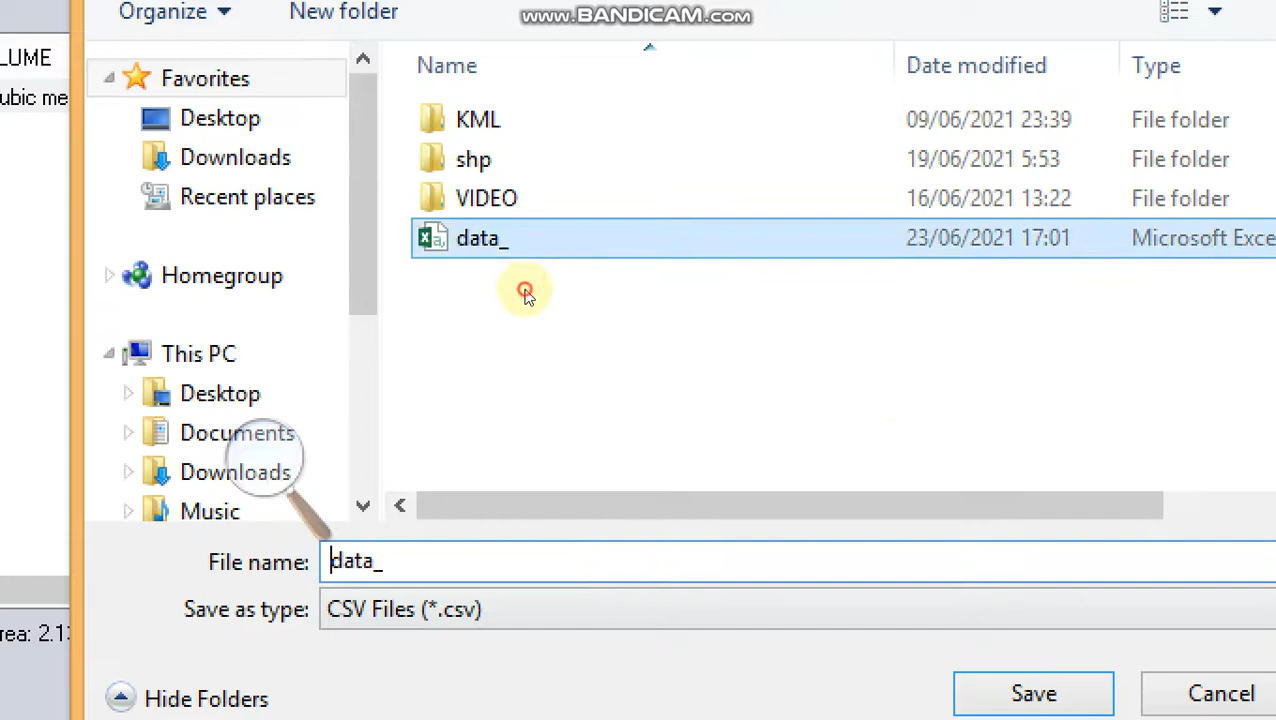 Organize
New folder
www.BANDICAM.com
LUME
ubic me
Favorites
Desktop
Downloads
Recent places
Homegroup
This PC
Desktop
Documents
Downloads
Music
Name
Date modified
Type
KML
09/06/2021 23:39
File folder
shp
19/06/2021 5:53
File folder
VIDEO
16/06/2021 13:22
File folder
data_
23/06/2021 17:01
Microsoft Exce
File name:
data_
Save as type:
CSV Files (*.csv)
rea: 2.13
Hide Folders
Save
Cancel